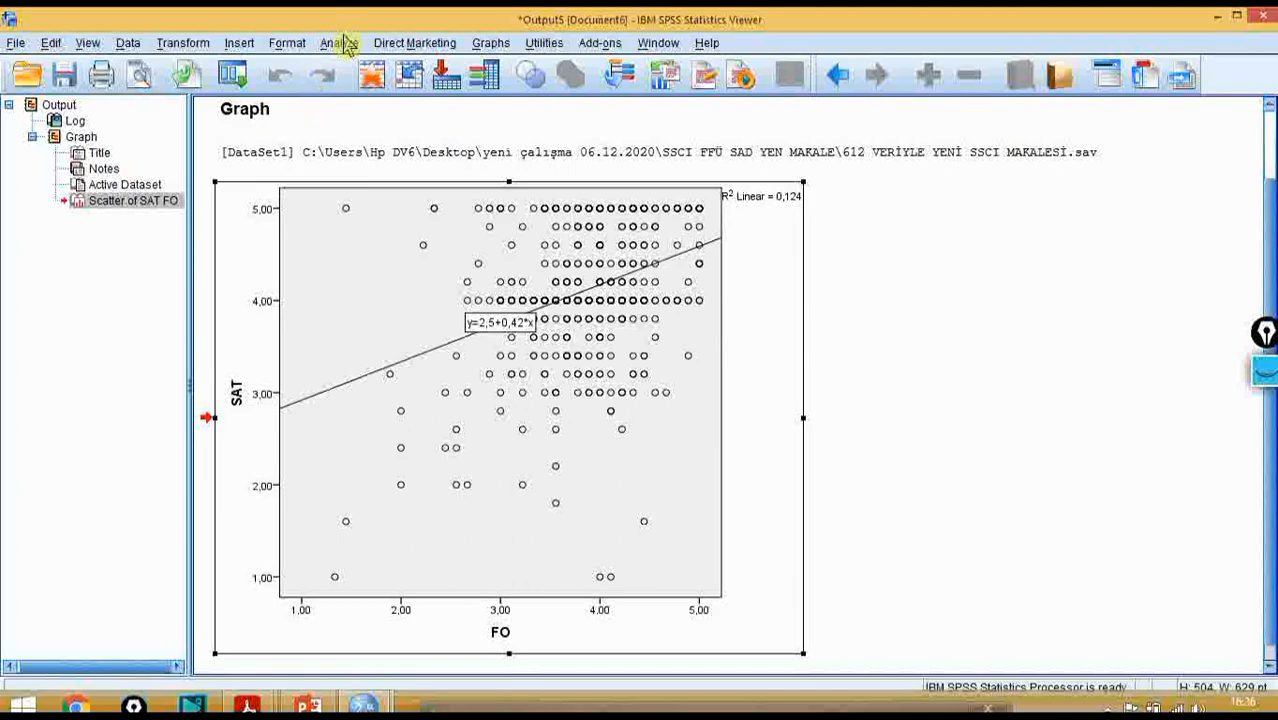 *Output5 [Document6] - IBM SPSS Statistics Viewer
File Edit View Data Transform Insert Format Analyze Direct Marketing Graphs Utilities Add-ons Window Help
Output
Log
Graph
Title
Notes
Active Dataset
Scatter of SAT FO
Graph
[DataSet1] C:\Users\Hp DV6\Desktop\yeni çalışma 06.12.2020\SSCI FFÜ SAD YEN MAKALE\612 VERİYLE YENİ SSCI MAKALESİ.sav
R2 Linear = 0,124
5,00
4,00
y=2,5+0,42*x
3,00
SAT
2,00
1,00
1,00 2,00 3,00 4,00 5,00
FO
IBM SPSS Statistics Processor is ready
H: 504, W: 629 pt
16:26